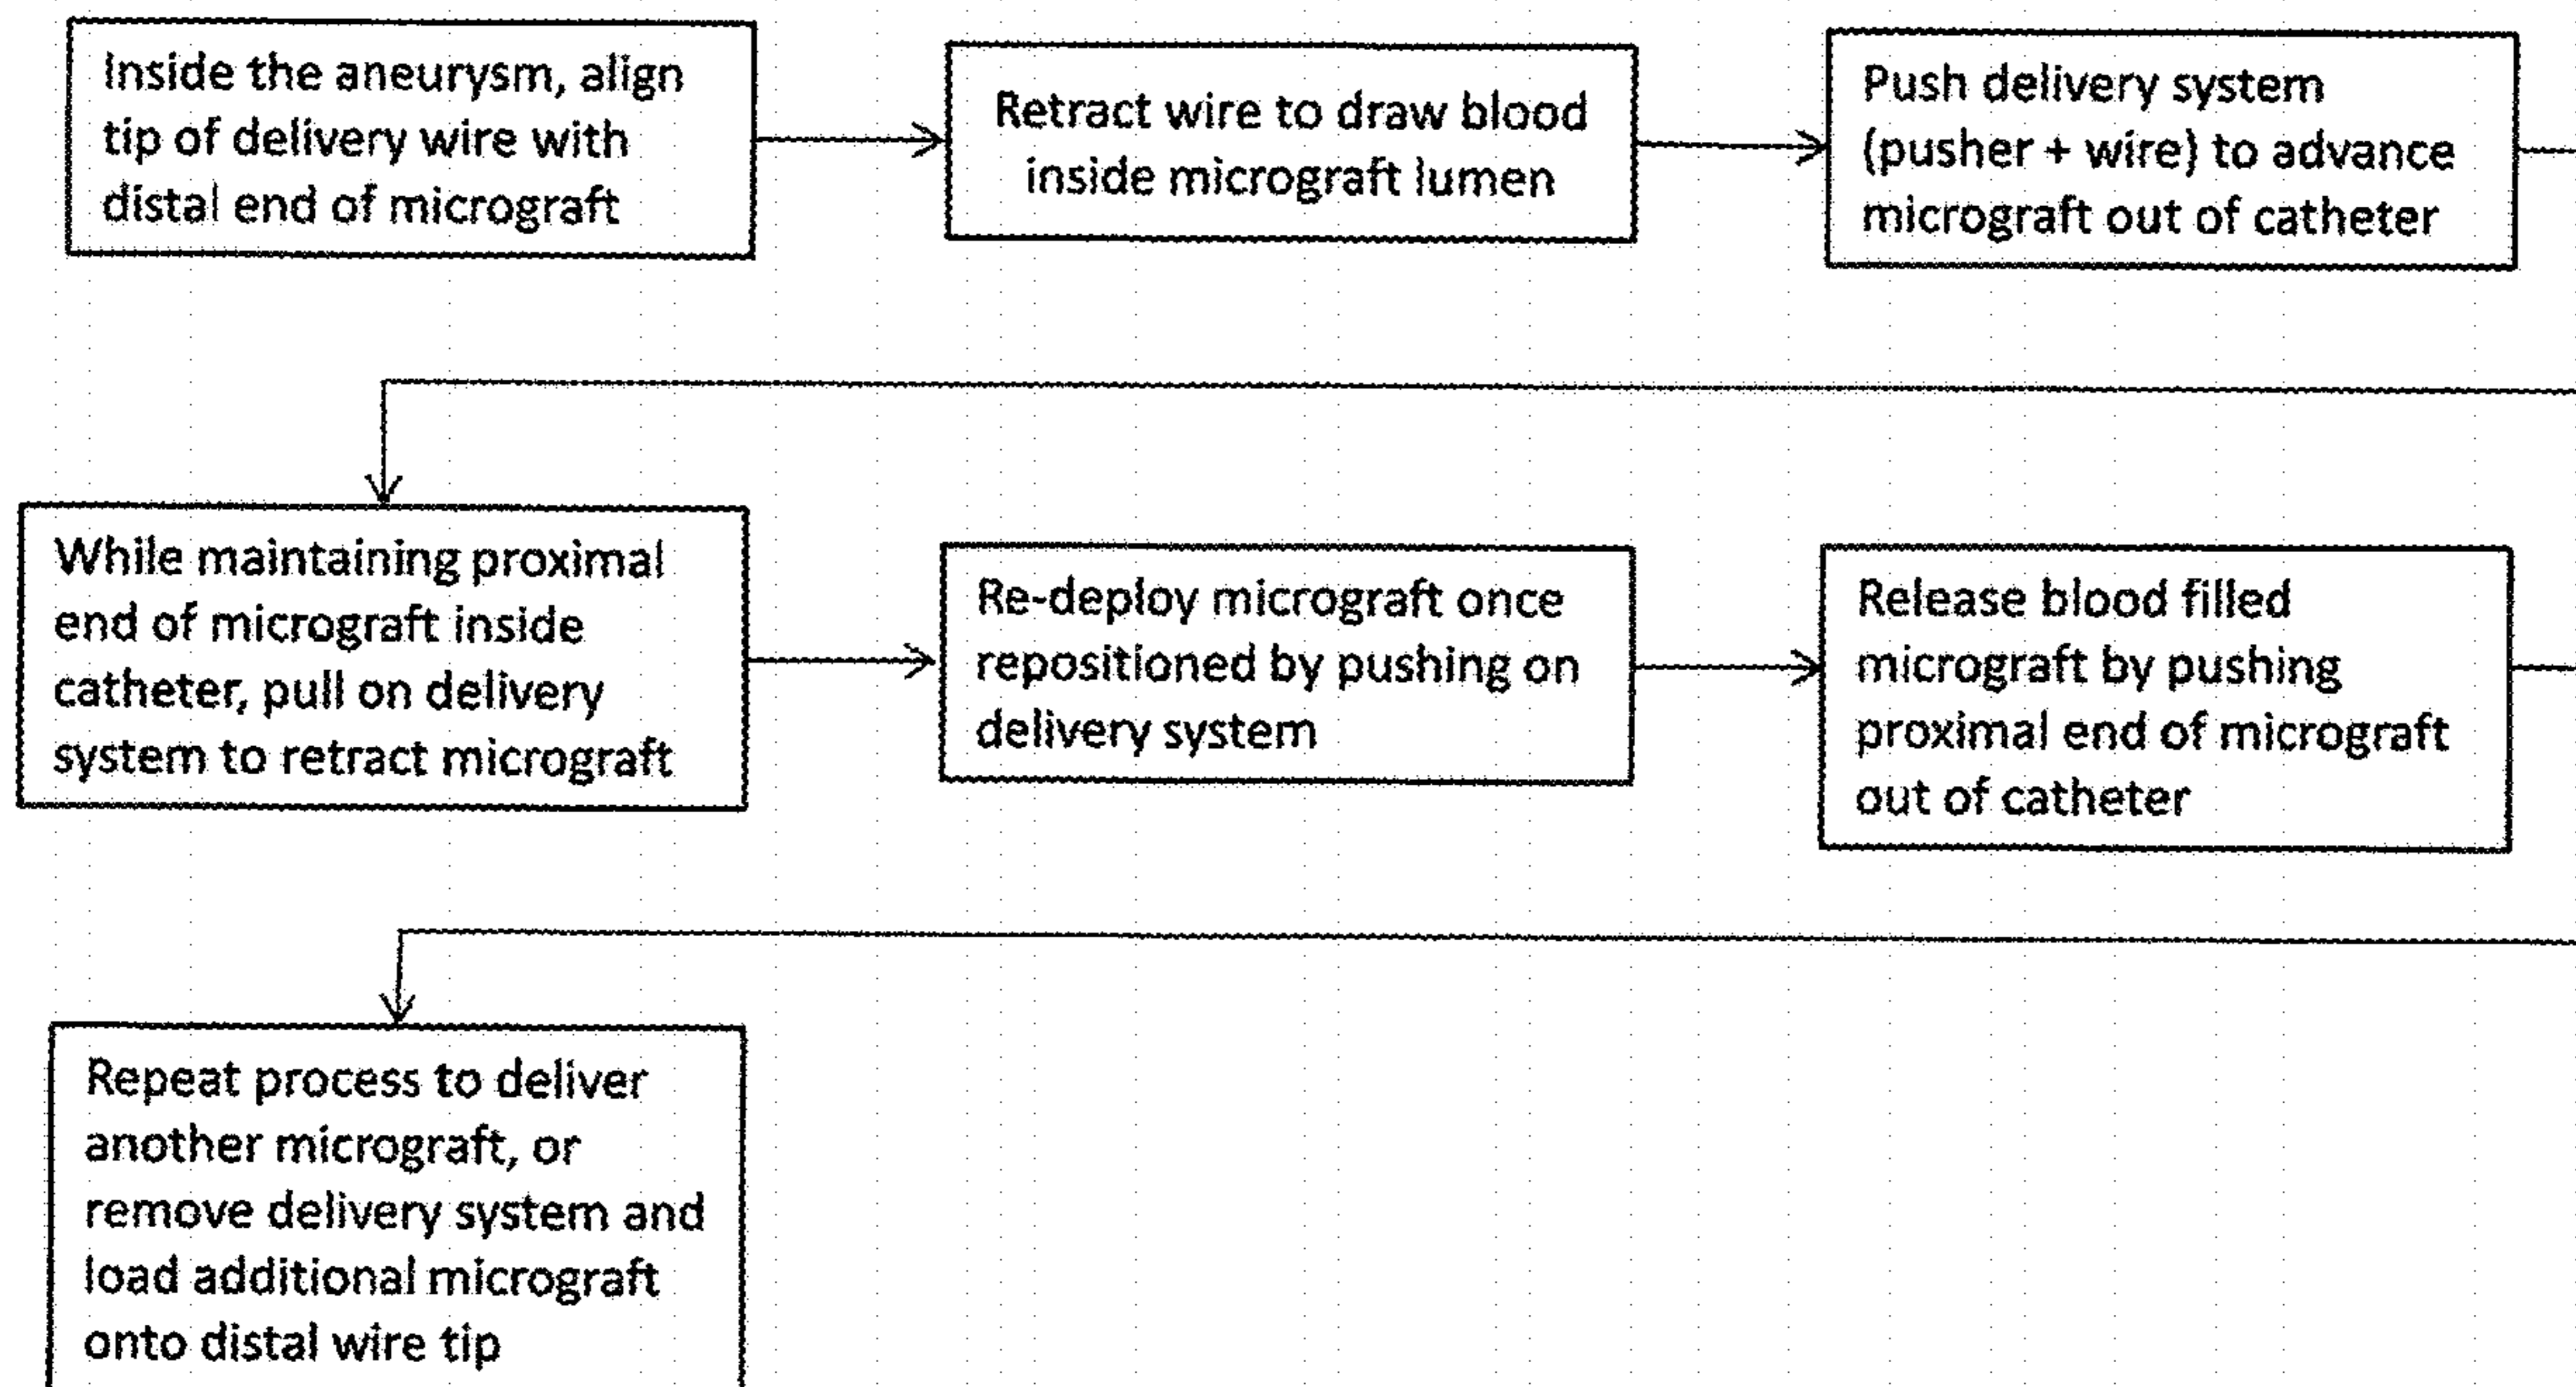 Inside the aneurysm, align
tip of delivery wire with
distal end of micrograft
Retract wire to draw blood
inside micrograft lumen
Push delivery system
(pusher + wire) to advance
micrograft out of catheter
While maintaining proximal
end of micrograft inside
catheter, pull on delivery
system to retract micrograft
Re-deploy micrograft once
repositioned by pushing on
delivery system
Release blood filled
micrograft by pushing
proximal end of micrograft
out of catheter
Repeat process to deliver
another micrograft, or
remove delivery system and
load additional micrograft
onto distal wire tip